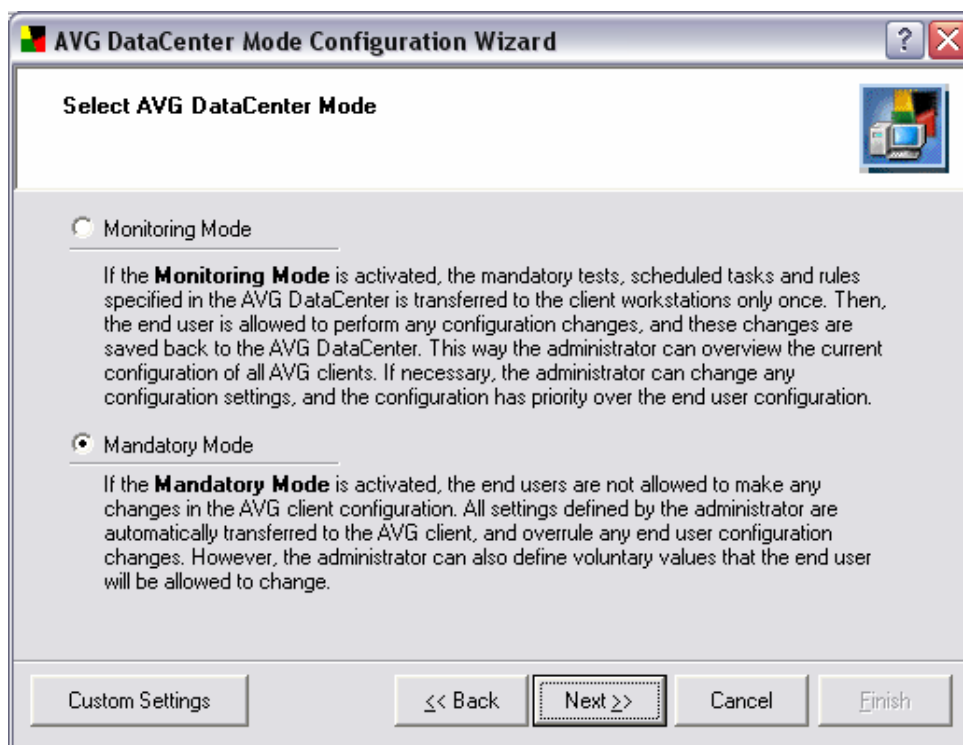 AVG DataCenter Mode Configuration Wizard
Select AVG DataCenter Mode
Monitoring Mode
If the Monitoring Mode is activated, the mandatory tests, scheduled tasks and rules
specified in the AVG DataCenter is transferred to the client workstations only once. Then,
the end user is allowed to perform any configuration changes, and these changes are
saved back to the AVG DataCenter. This way the administrator can overview the current
configuration of all AVG clients. If necessary, the administrator can change any
configuration settings, and the configuration has priority over the end user configuration.
Mandatory Mode
If the Mandatory Mode is activated, the end users are not allowed to make any
changes in the AVG client configuration. All settings defined by the administrator are
automatically transferred to the AVG client, and overrule any end user configuration
changes. However, the administrator can also define voluntary values that the end user
will be allowed to change.
Custom Settings
<< Back
Next >>
Cancel
Finish